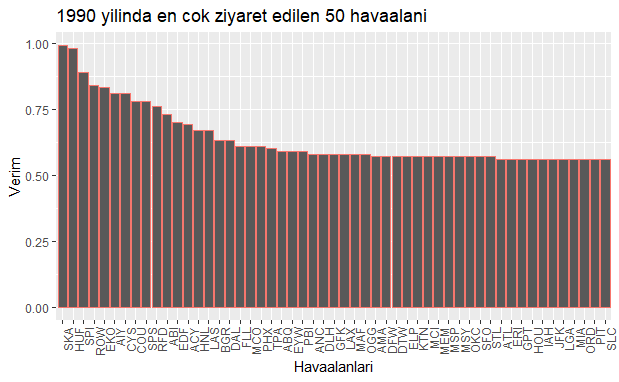 1990 yilinda en cok ziyaret edilen 50 havaalani
1.00
0.75
0.50
0.25
0.00
Verim
SKA
HUF
SPI
ROW
EKO
AIY
CYS
COU
SPS
RFD
ABI
EDF
ACY
HNL
LAS
BGR
DAL
FLL
MCO
PHX
TPA
ABQ
EYW
PBI
ANC
DLH
GFK
LAX
MAF
OGG
AMA
DFW
DTW
ELP
KTN
MCI
MEM
MSP
MSY
OKC
SFO
STL
ATL
ERI
GPT
HOU
IAH
JFK
LGA
MIA
ORD
PIT
SLC
Havaalanlari